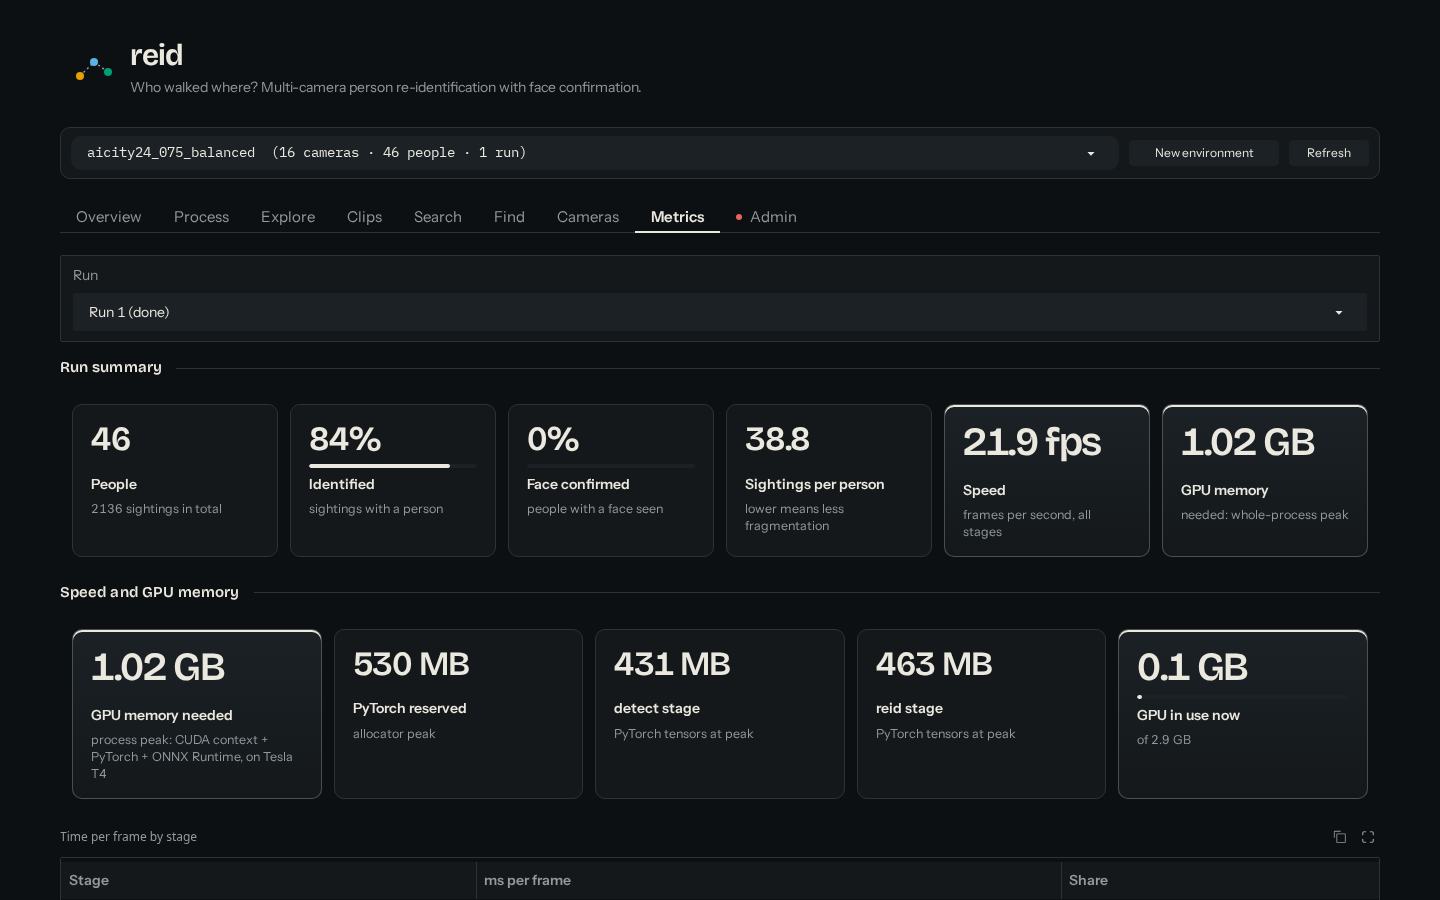 reid
Who walked where? Multi-camera person re-identification with face confirmation.
aicity24_075_balanced (16 cameras · 46 people · 1 run)
New environment
Refresh
Overview
Process
Explore
Clips
Search
Find
Cameras
Metrics
Admin
Run
Run 1 (done)
Run summary
46
People
2136 sightings in total
84%
Identified
sightings with a person
0%
Face confirmed
people with a face seen
38.8
Sightings per person
lower means less
fragmentation
21.9 fps
Speed
frames per second, all
stages
1.02 GB
GPU memory
needed: whole-process peak
Speed and GPU memory
1.02 GB
GPU memory needed
process peak: CUDA context +
PyTorch + ONNX Runtime, on Tesla
T4
530 MB
PyTorch reserved
allocator peak
431 MB
detect stage
PyTorch tensors at peak
463 MB
reid stage
PyTorch tensors at peak
0.1 GB
GPU in use now
of 2.9 GB
Time per frame by stage
Stage
ms per frame
Share